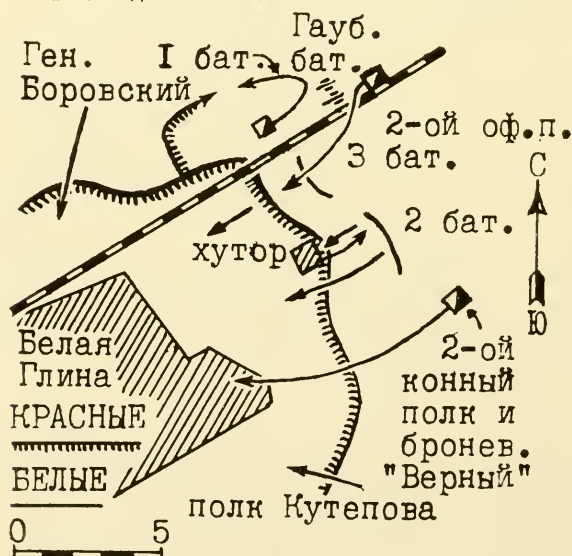 Ген.
Боровский
I бат.
Гауб.
бат.
2-ой оф.п.
3 бат.
С
2 бат.
хутор
Ю
Белая
Глина
КРАСНЫЕ
БЕЛЫЕ
2-ой
конный
полк и
бронев.
"Верный"
полк Кутепова
0 5